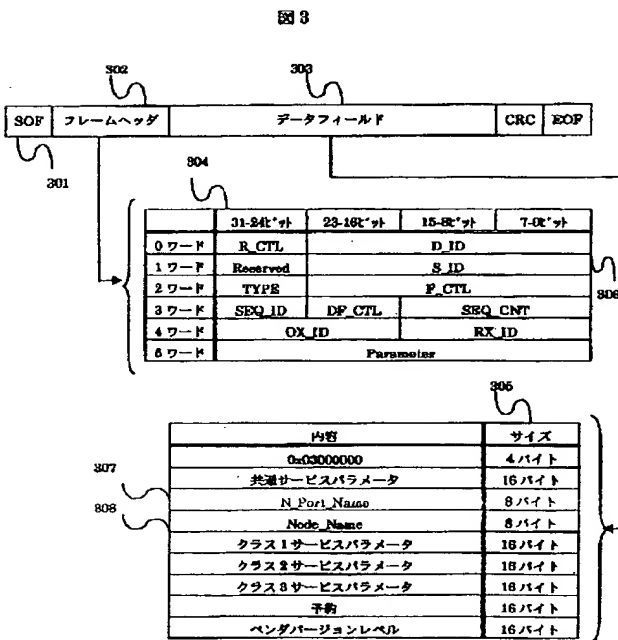 図 3
302
303
SOF フレームヘッダ データフィールド CRC EOF
301
304
31-24ビット 23-16ビット 15-8ビット 7-0ビット
0 ワード R_CTL D_ID
1 ワード Reserved S_ID
2 ワード TYPE F_CTL
3 ワード SEQ_ID DF_CTL SEQ_CNT
4 ワード OX_ID RX_ID
5 ワード Parameter
306
305
内容 サイズ
0x03000000 4バイト
共通サービスパラメータ 16バイト
307
N_Port_Name 8バイト
308
Node_Name 8バイト
クラス1サービスパラメータ 16バイト
クラス2サービスパラメータ 16バイト
クラス3サービスパラメータ 16バイト
予約 16バイト
ベンダバージョンレベル 16バイト